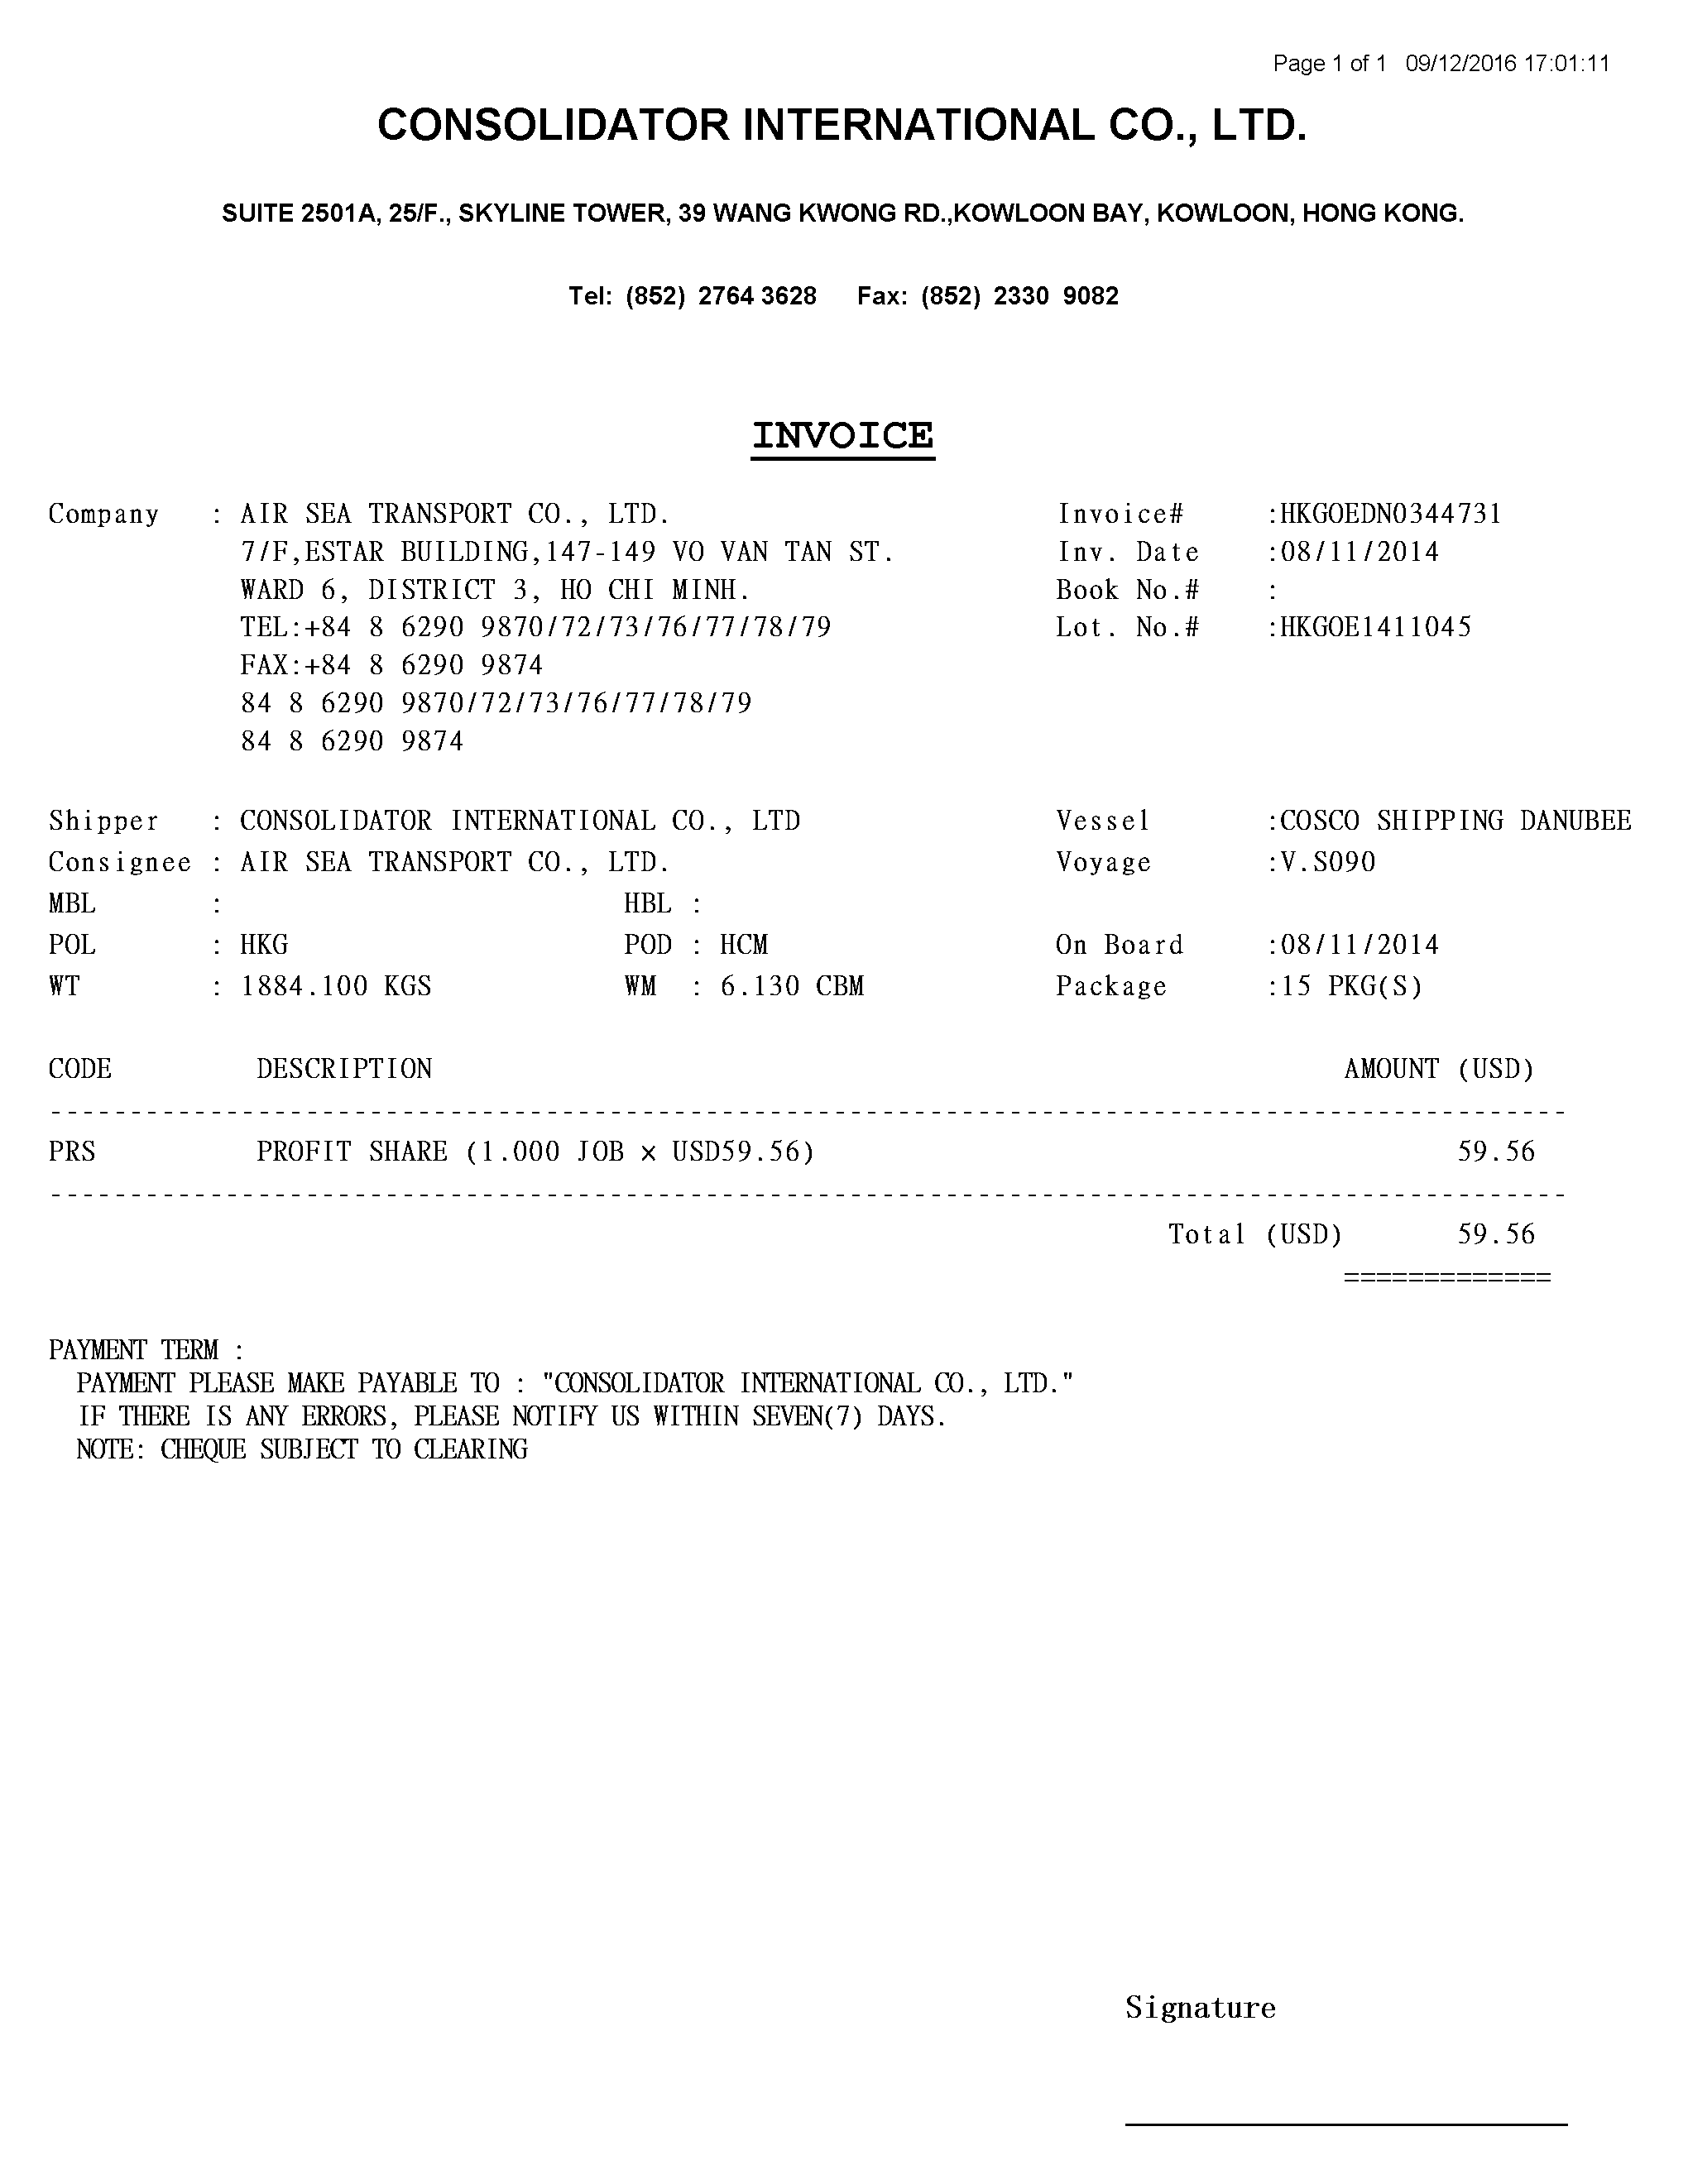 Page 1 of 1 09/12/2016 17:01:11
CONSOLIDATOR INTERNATIONAL CO., LTD.
SUITE 2501A, 25/F., SKYLINE TOWER, 39 WANG KWONG RD.,KOWLOON BAY, KOWLOON, HONG KONG.
Tel: (852) 2764 3628 Fax: (852) 2330 9082
INVOICE
Company : AIR SEA TRANSPORT CO., LTD. Invoice# :HKGOEDN0344731
7/F,ESTAR BUILDING,147-149 VO VAN TAN ST. Inv. Date :08/11/2014
WARD 6, DISTRICT 3, HO CHI MINH. Book No.# :
TEL:+84 8 6290 9870/72/73/76/77/78/79 Lot. No.# :HKGOE1411045
FAX:+84 8 6290 9874
84 8 6290 9870/72/73/76/77/78/79
84 8 6290 9874
Shipper : CONSOLIDATOR INTERNATIONAL CO., LTD Vessel :COSCO SHIPPING DANUBEE
Consignee : AIR SEA TRANSPORT CO., LTD. Voyage :V.S090
MBL : HBL :
POL : HKG POD : HCM On Board :08/11/2014
WT : 1884.100 KGS WM : 6.130 CBM Package :15 PKG(S)
CODE DESCRIPTION AMOUNT (USD)
PRS PROFIT SHARE (1.000 JOB × USD59.56) 59.56
Total (USD) 59.56
=============
PAYMENT TERM :
PAYMENT PLEASE MAKE PAYABLE TO : "CONSOLIDATOR INTERNATIONAL CO., LTD."
IF THERE IS ANY ERRORS, PLEASE NOTIFY US WITHIN SEVEN(7) DAYS.
NOTE: CHEQUE SUBJECT TO CLEARING
Signature